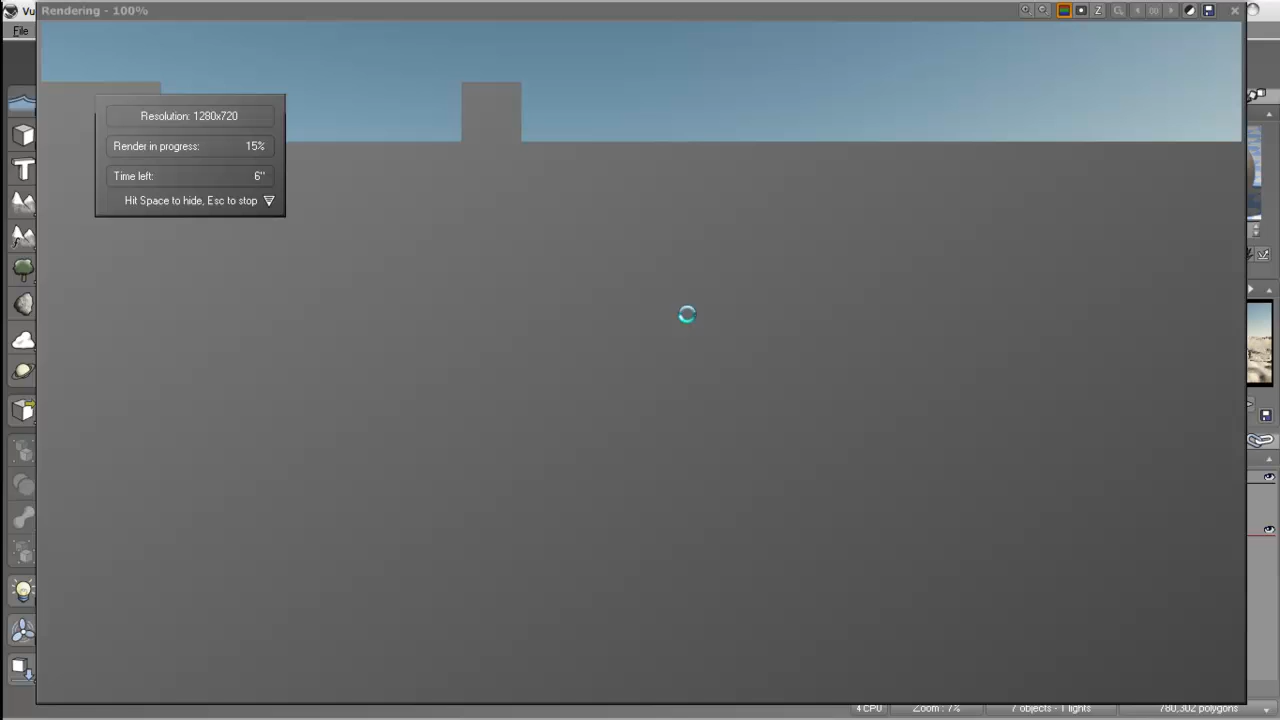 Vu
Rendering - 100%
Z
File
Resolution: 1280x720
Render in progress: 15%
Time left: 6"
Hit Space to hide, Esc to stop
4 CPU
Zoom : 7%
7 objects - 1 lights
780,302 polygons